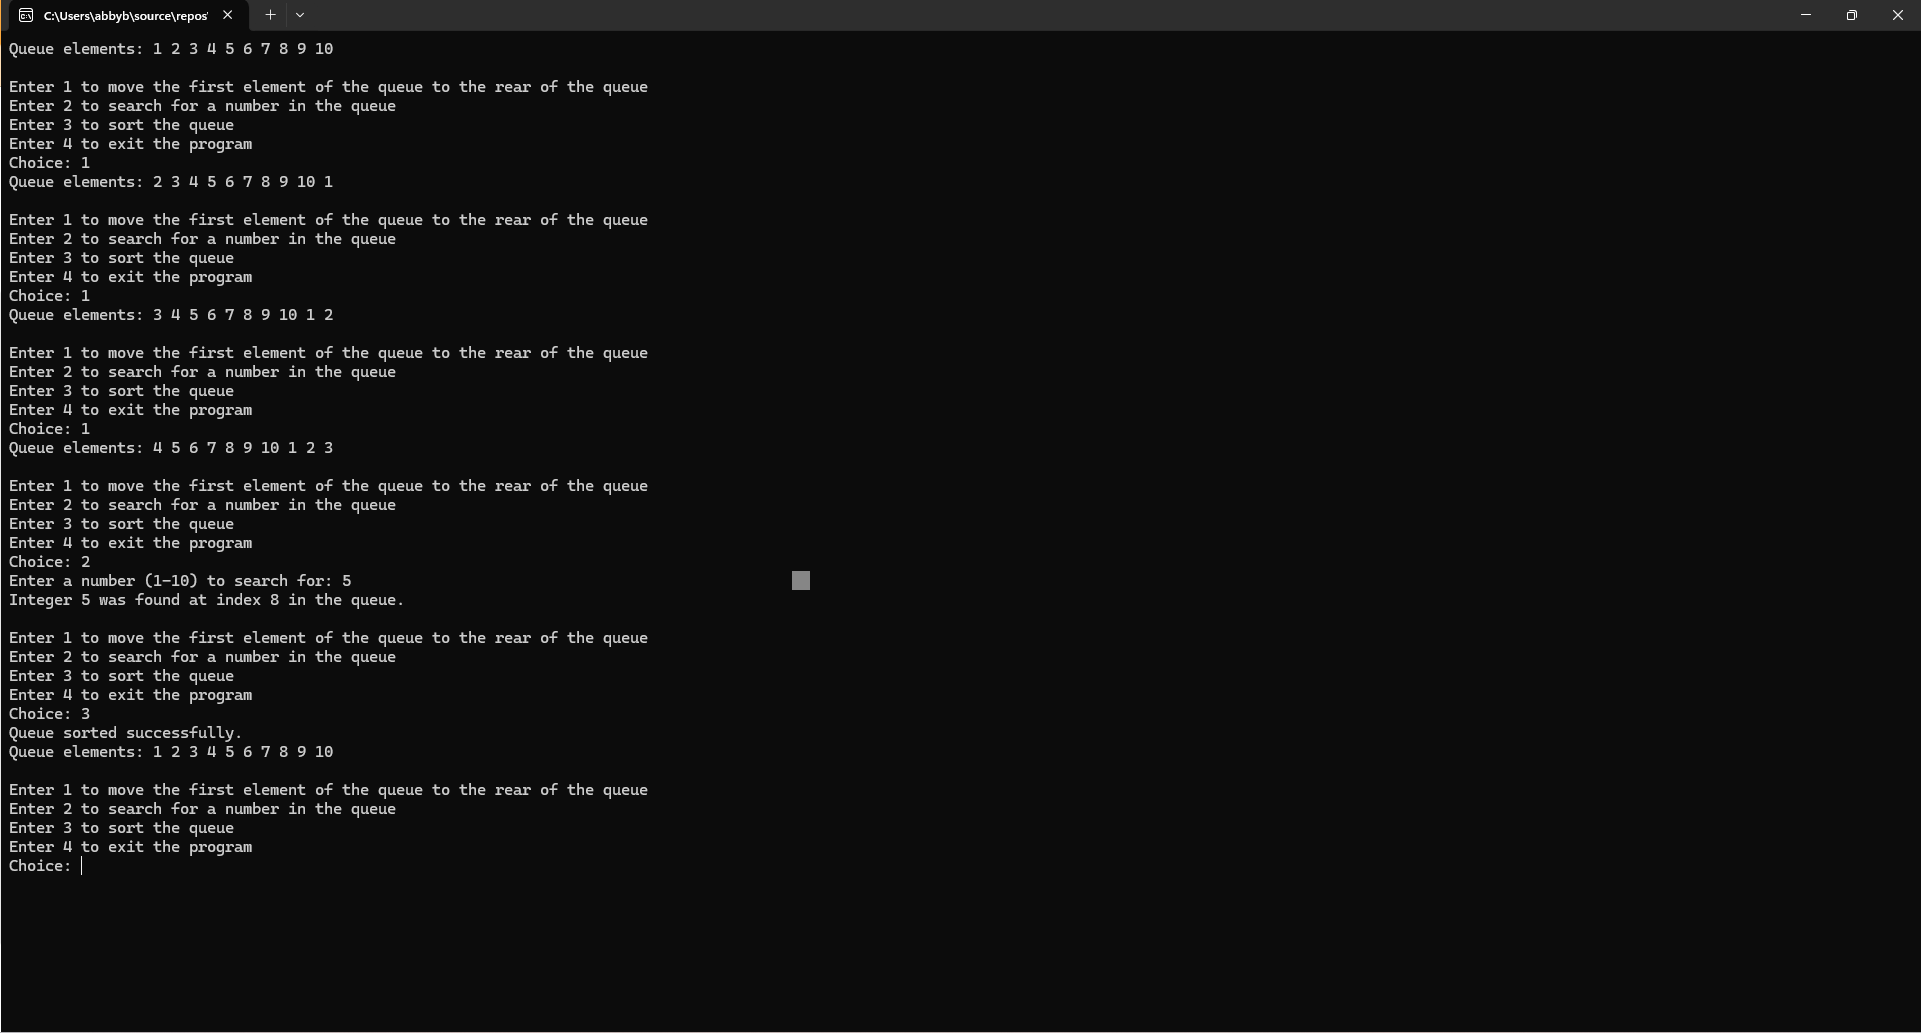 C:\Users\abbyb\source\repos'
Queue elements: 1 2 3 4 5 6 7 8 9 10
Enter 1 to move the first element of the queue to the rear of the queue
Enter 2 to search for a number in the queue
Enter 3 to sort the queue
Enter 4 to exit the program
Choice: 1
Queue elements: 2 3 4 5 6 7 8 9 10 1
Enter 1 to move the first element of the queue to the rear of the queue
Enter 2 to search for a number in the queue
Enter 3 to sort the queue
Enter 4 to exit the program
Choice: 1
Queue elements: 3 4 5 6 7 8 9 10 1 2
Enter 1 to move the first element of the queue to the rear of the queue
Enter 2 to search for a number in the queue
Enter 3 to sort the queue
Enter 4 to exit the program
Choice: 1
Queue elements: 4 5 6 7 8 9 10 1 2 3
Enter 1 to move the first element of the queue to the rear of the queue
Enter 2 to search for a number in the queue
Enter 3 to sort the queue
Enter 4 to exit the program
Choice: 2
Enter a number (1-10) to search for: 5
Integer 5 was found at index 8 in the queue.
Enter 1 to move the first element of the queue to the rear of the queue
Enter 2 to search for a number in the queue
Enter 3 to sort the queue
Enter 4 to exit the program
Choice: 3
Queue sorted successfully.
Queue elements: 1 2 3 4 5 6 7 8 9 10
Enter 1 to move the first element of the queue to the rear of the queue
Enter 2 to search for a number in the queue
Enter 3 to sort the queue
Enter 4 to exit the program
Choice: